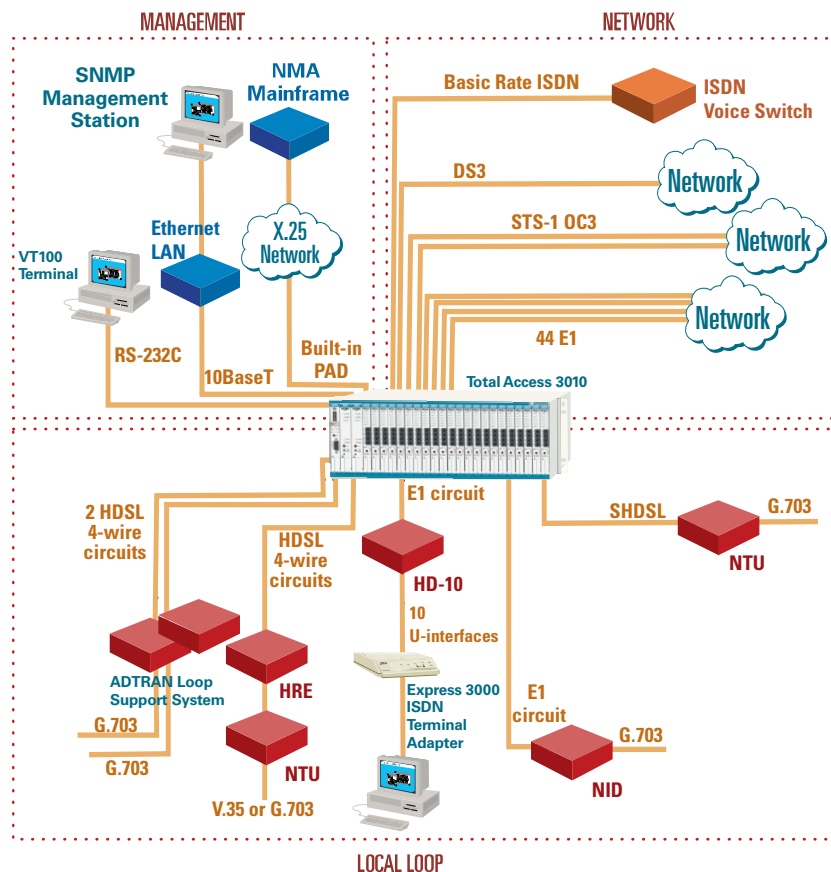 MANAGEMENT
NETWORK
SNMP
Management
Station
NMA
Mainframe
Basic Rate ISDN
ISDN
Voice Switch
DS3
Network
STS-1 OC3
Network
VT100
Terminal
Ethernet
LAN
X.25
Network
Network
44 E1
RS-232C
10BaseT
Built-in
PAD
Total Access 3010
2 HDSL
4-wire
circuits
HDSL
4-wire
circuits
E1 circuit
HD-10
SHDSL
G.703
NTU
10
U-interfaces
ADTRAN Loop
Support System
HRE
Express 3000
ISDN
Terminal
Adapter
E1
circuit
G.703
G.703
G.703
NTU
NID
V.35 or G.703
LOCAL LOOP